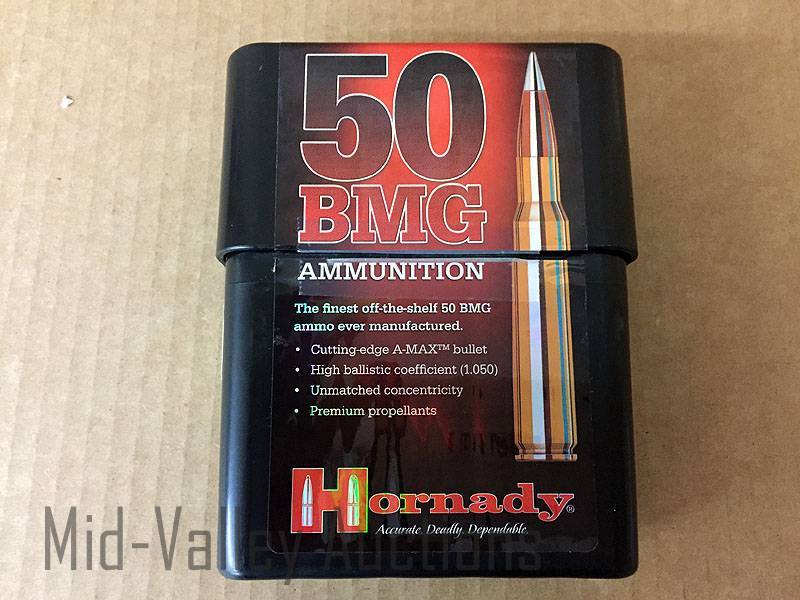 50
BMG
AMMUNITION
The finest off-the-shelf 50 BMG
ammo ever manufactured.
• Cutting-edge A-MAX™ bullet
• High ballistic coefficient (1.050)
• Unmatched concentricity
• Premium propellants
Hornady®
Accurate. Deadly. Dependable.
Mid-Valley Auctions